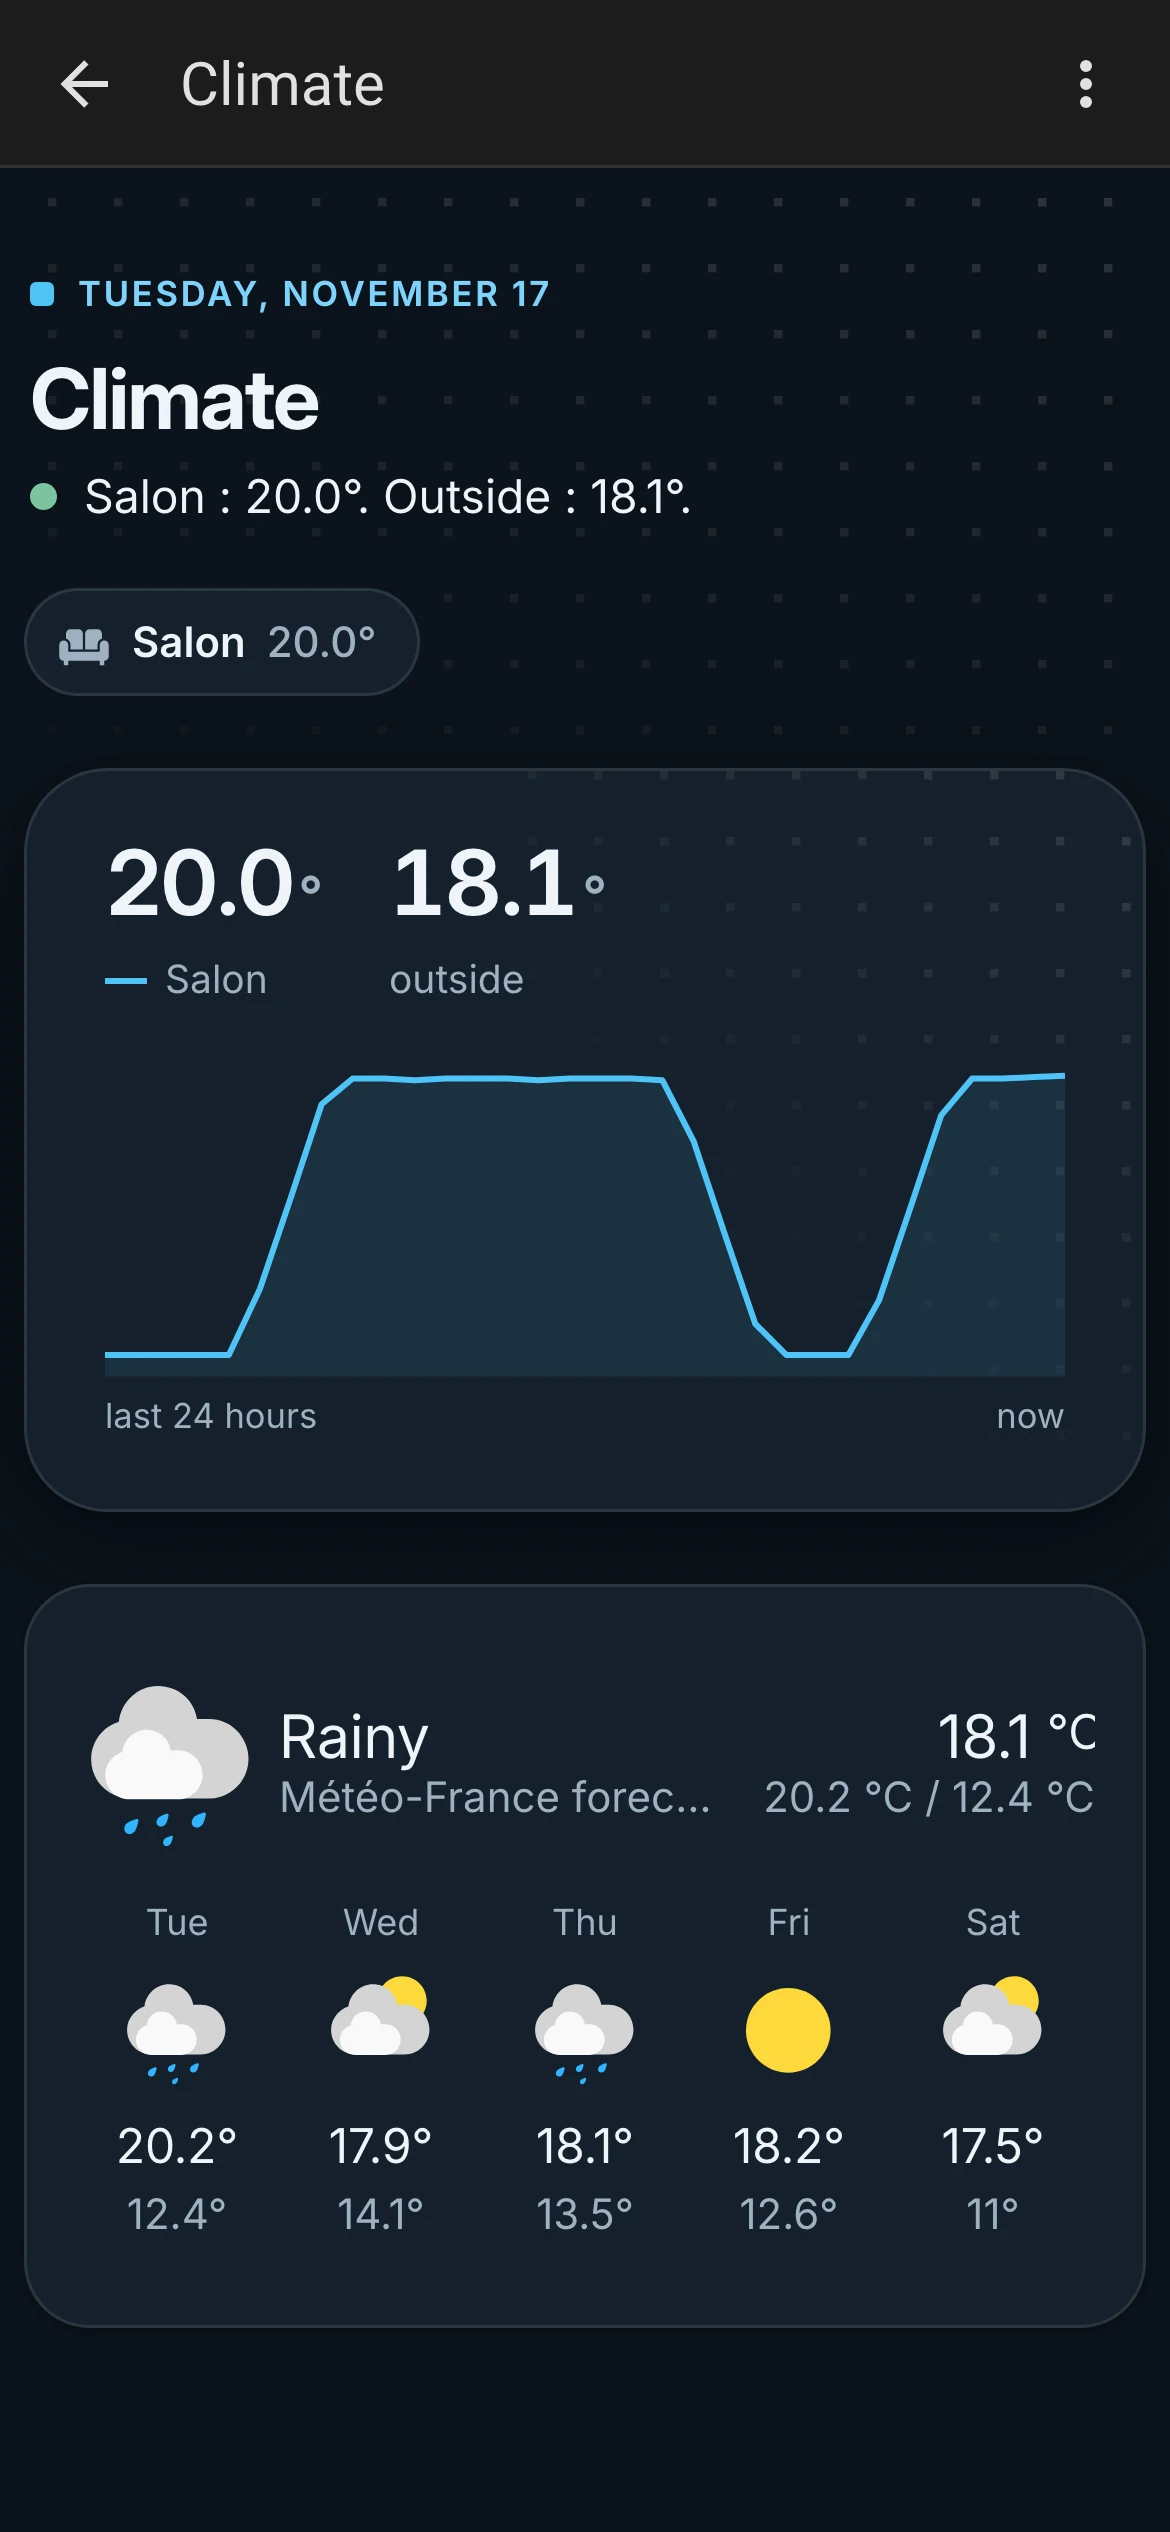 Climate
TUESDAY, NOVEMBER 17
Climate
Salon : 20.0°. Outside : 18.1°.
Salon 20.0°
20.0° 18.1°
Salon outside
last 24 hours now
Rainy 18.1 °C
Météo-France forec... 20.2 °C / 12.4 °C
Tue Wed Thu Fri Sat
20.2° 17.9° 18.1° 18.2° 17.5°
12.4° 14.1° 13.5° 12.6° 11°